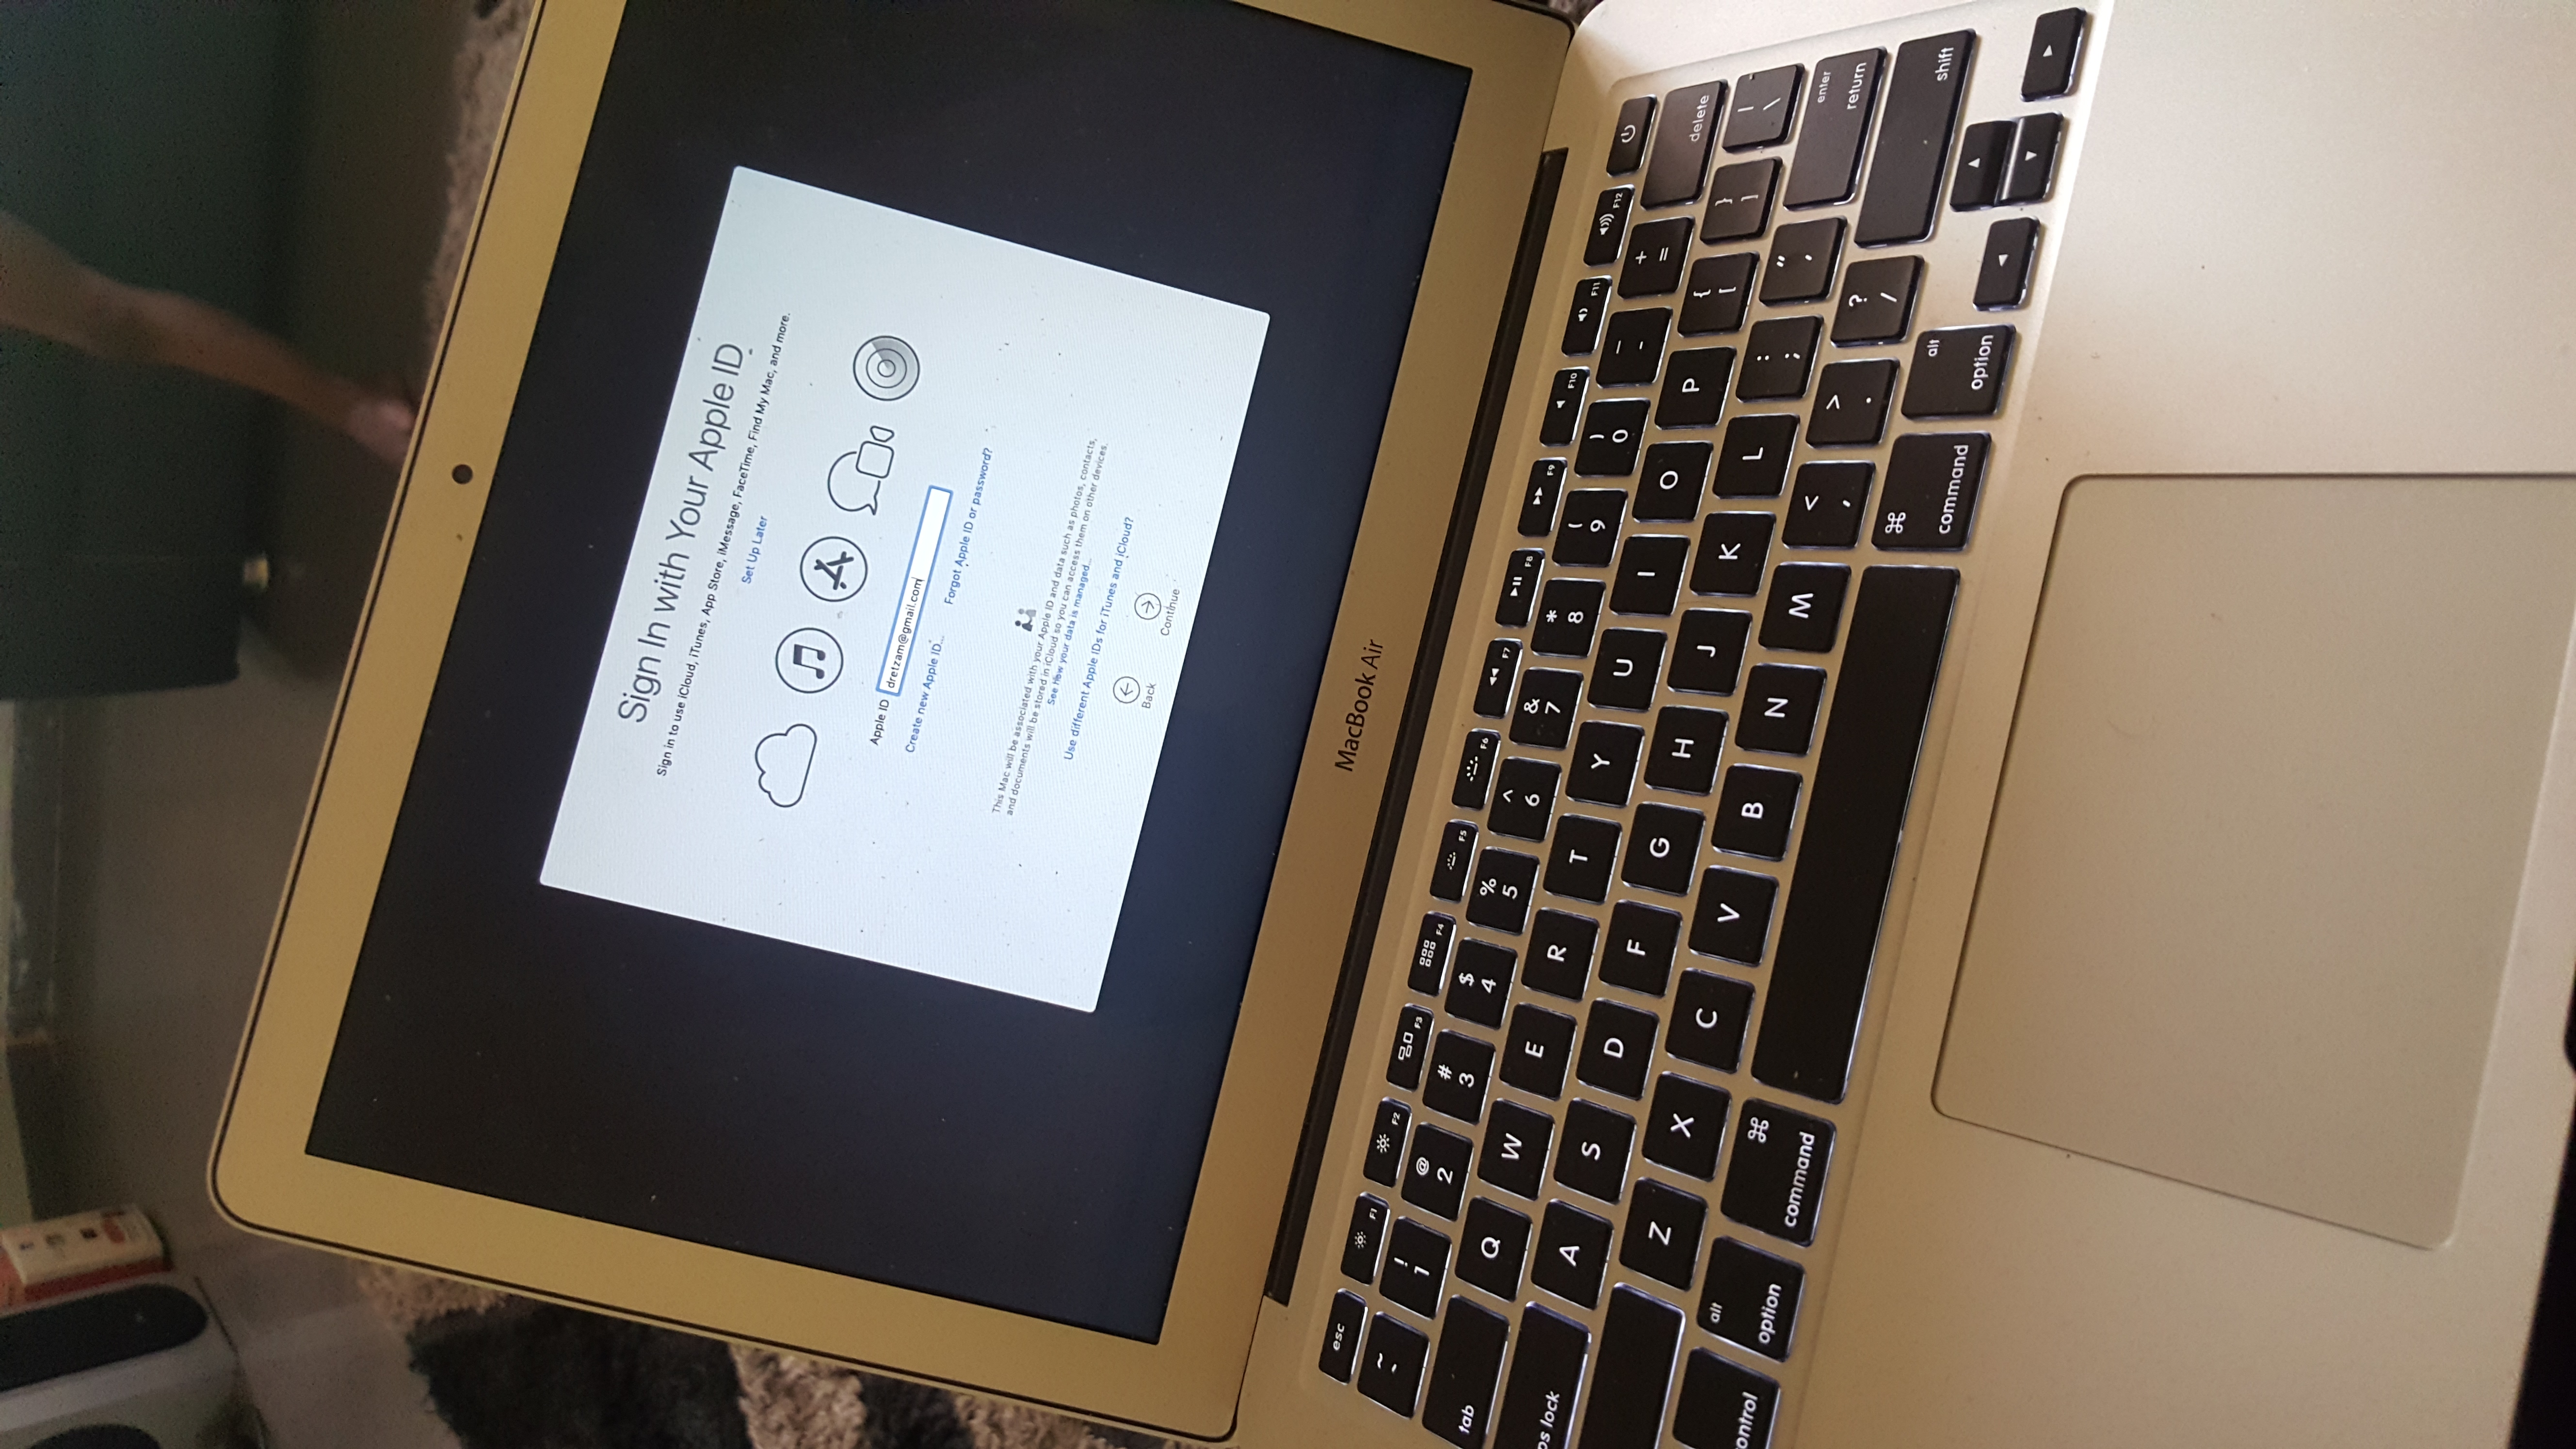 Sign In with Your Apple ID
Sign in to use iCloud, iTunes, App Store, iMessage, FaceTime, Find My Mac, and more.
Set Up Later
Apple ID dretzam@gmail.com
Create new Apple ID... Forgot Apple ID or password?
This Mac will be associated with your Apple ID and data such as photos, contacts,
and documents will be stored in iCloud so you can access them on other devices.
See how your data is managed...
Use different Apple IDs for iTunes and iCloud?
Back Continue
MacBook Air
esc F1 F2 F3 F4 F5 F6 F7 F8 F9 F10 F11 F12
~ ! @ # $ % ^ & * ( ) _ +
1 2 3 4 5 6 7 8 9 0 - = delete
tab Q W E R T Y U I O P { [ } ] | \
ps lock A S D F G H J K L : ; " ' enter return
Z X C V B N M < , > . ? / shift
ontrol alt option ⌘ command ⌘ command alt option